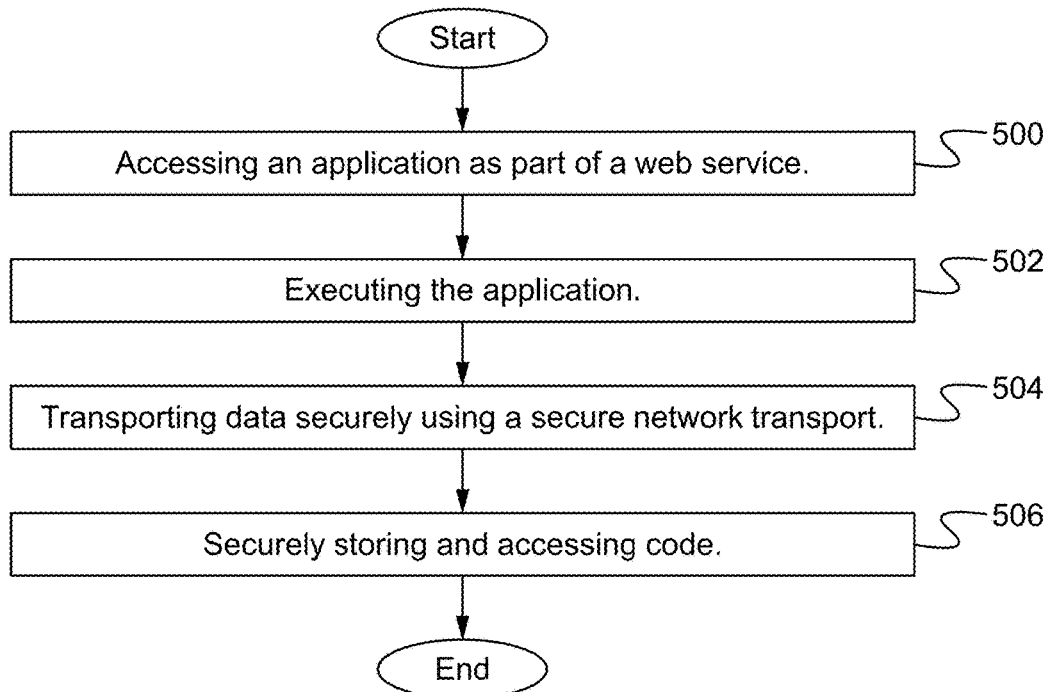 Start
500
Accessing an application as part of a web service.
502
Executing the application.
504
Transporting data securely using a secure network transport.
506
Securely storing and accessing code.
End